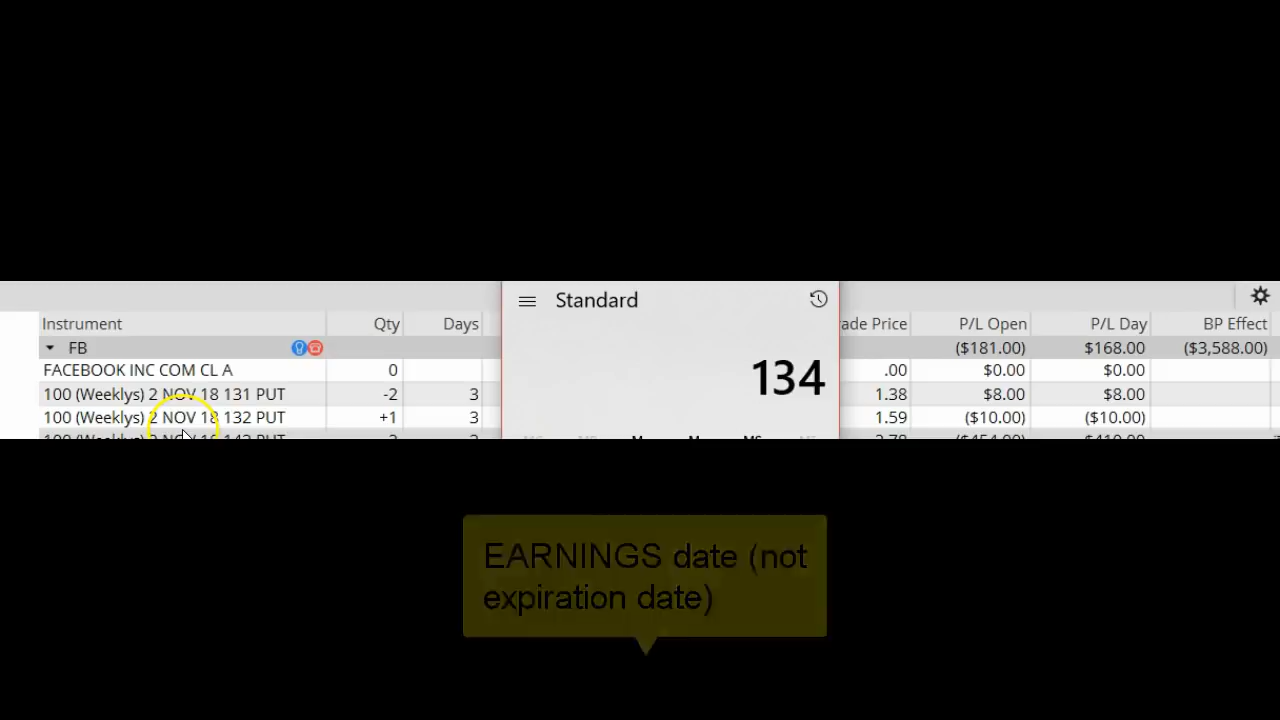 Standard
134
Instrument Qty Days ade Price P/L Open P/L Day BP Effect
FB ($181.00) $168.00 ($3,588.00)
FACEBOOK INC COM CL A 0 .00 $0.00 $0.00
100 (Weeklys) 2 NOV 18 131 PUT -2 3 1.38 $8.00 $8.00
100 (Weeklys) 2 NOV 18 132 PUT +1 3 1.59 ($10.00) ($10.00)
EARNINGS date (not
expiration date)